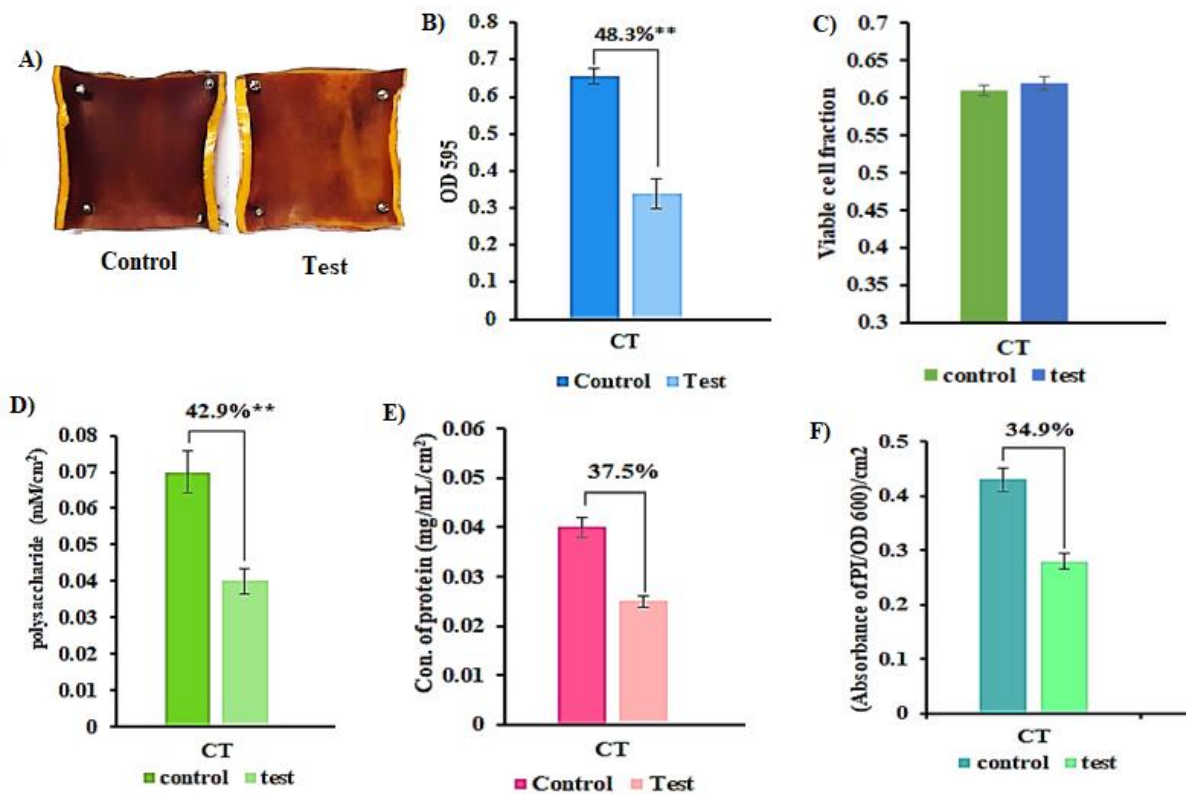 A)
Control
Test
B)
48.3%**
OD 595
0.8
0.7
0.6
0.5
0.4
0.3
0.2
0.1
0
CT
Control Test
C)
Viable cell fraction
0.7
0.65
0.6
0.55
0.5
0.45
0.4
0.35
0.3
CT
control test
D)
42.9%**
polysaccharide (mM/cm²)
0.08
0.07
0.06
0.05
0.04
0.03
0.02
0.01
0
CT
control test
E)
37.5%
Con. of protein (mg/mL/cm²)
0.06
0.05
0.04
0.03
0.02
0.01
0
CT
Control Test
F)
34.9%
(Absorbance of PI/OD 600)/cm2
0.5
0.4
0.3
0.2
0.1
0
CT
control test